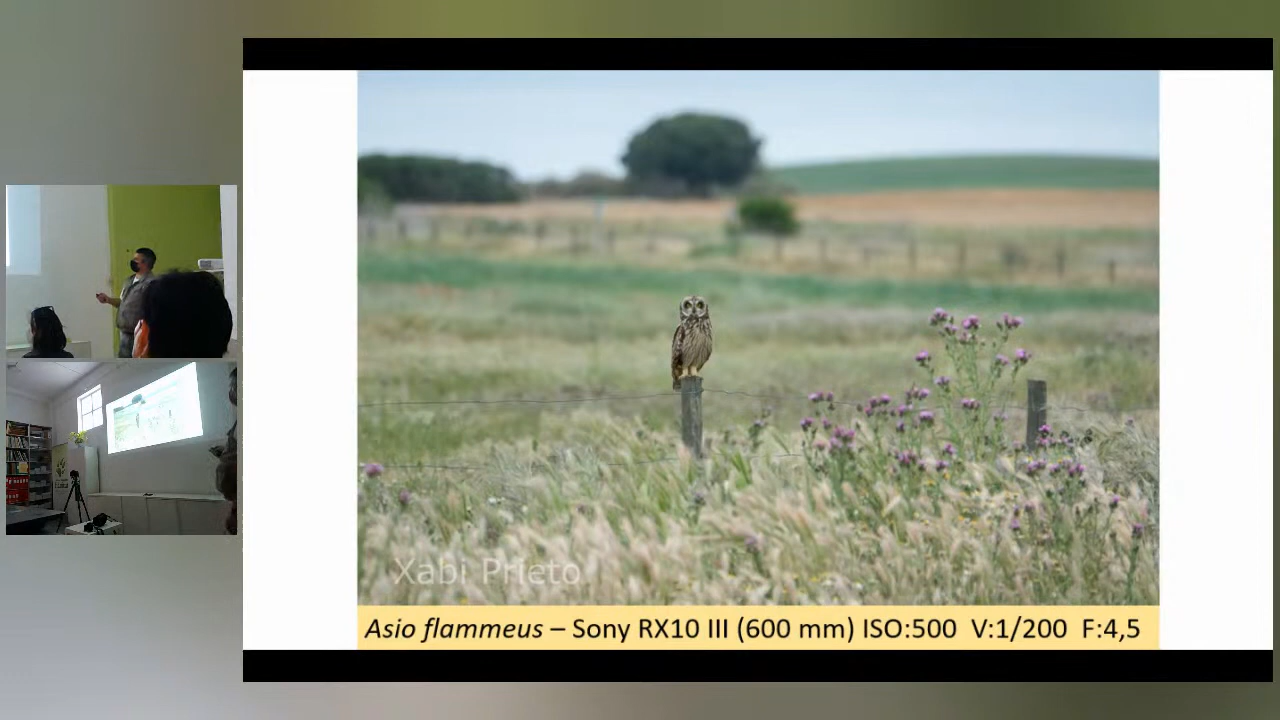 Xabi Prieto
Asio flammeus – Sony RX10 III (600 mm) ISO:500 V:1/200 F:4,5